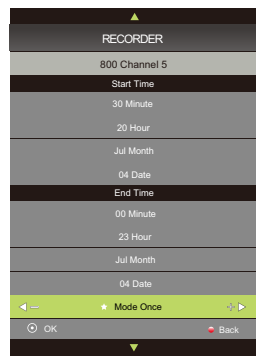 RECORDER
800 Channel 5
Start Time
30 Minute
20 Hour
Jul Month
04 Date
End Time
00 Minute
23 Hour
Jul Month
04 Date
Mode Once
OK Back